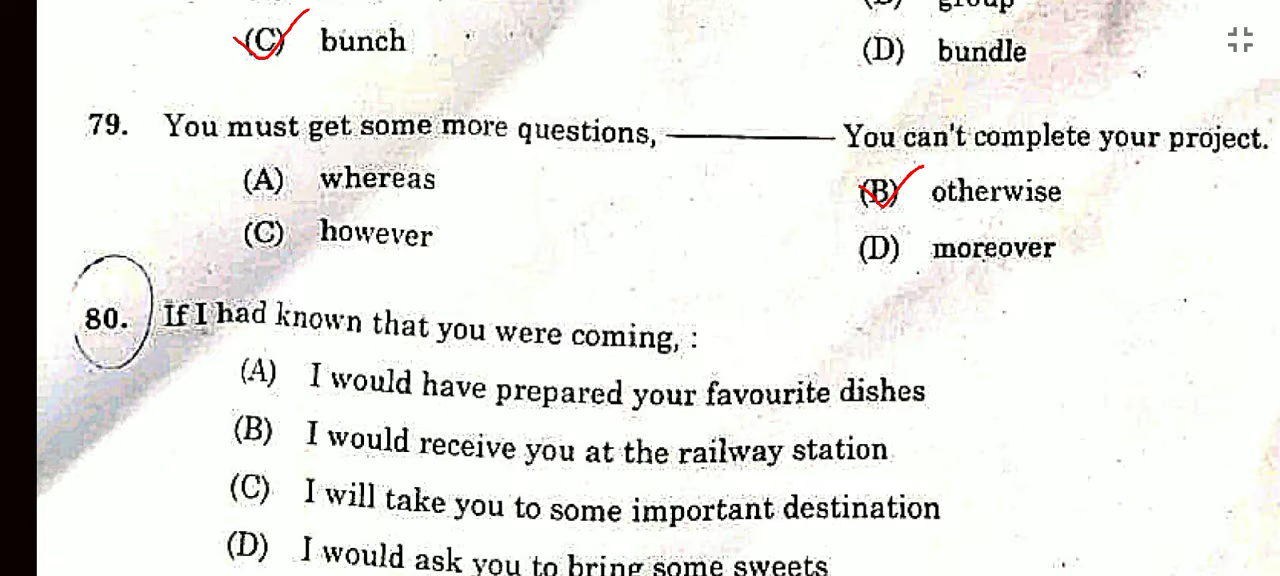 (C) bunch
(D) bundle
79. You must get some more questions, ————— You can't complete your project.
(A) whereas
(B) otherwise
(C) however
(D) moreover
80. If I had known that you were coming, :
(A) I would have prepared your favourite dishes
(B) I would receive you at the railway station
(C) I will take you to some important destination
(D) I would ask you to bring some sweets